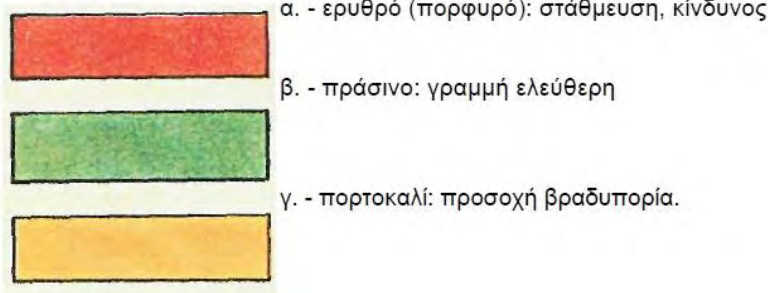 α. - ερυθρό (πορφυρό): στάθμευση, κίνδυνος
β. - πράσινο: γραμμή ελεύθερη
γ. - πορτοκαλί: προσοχή βραδυπορία.